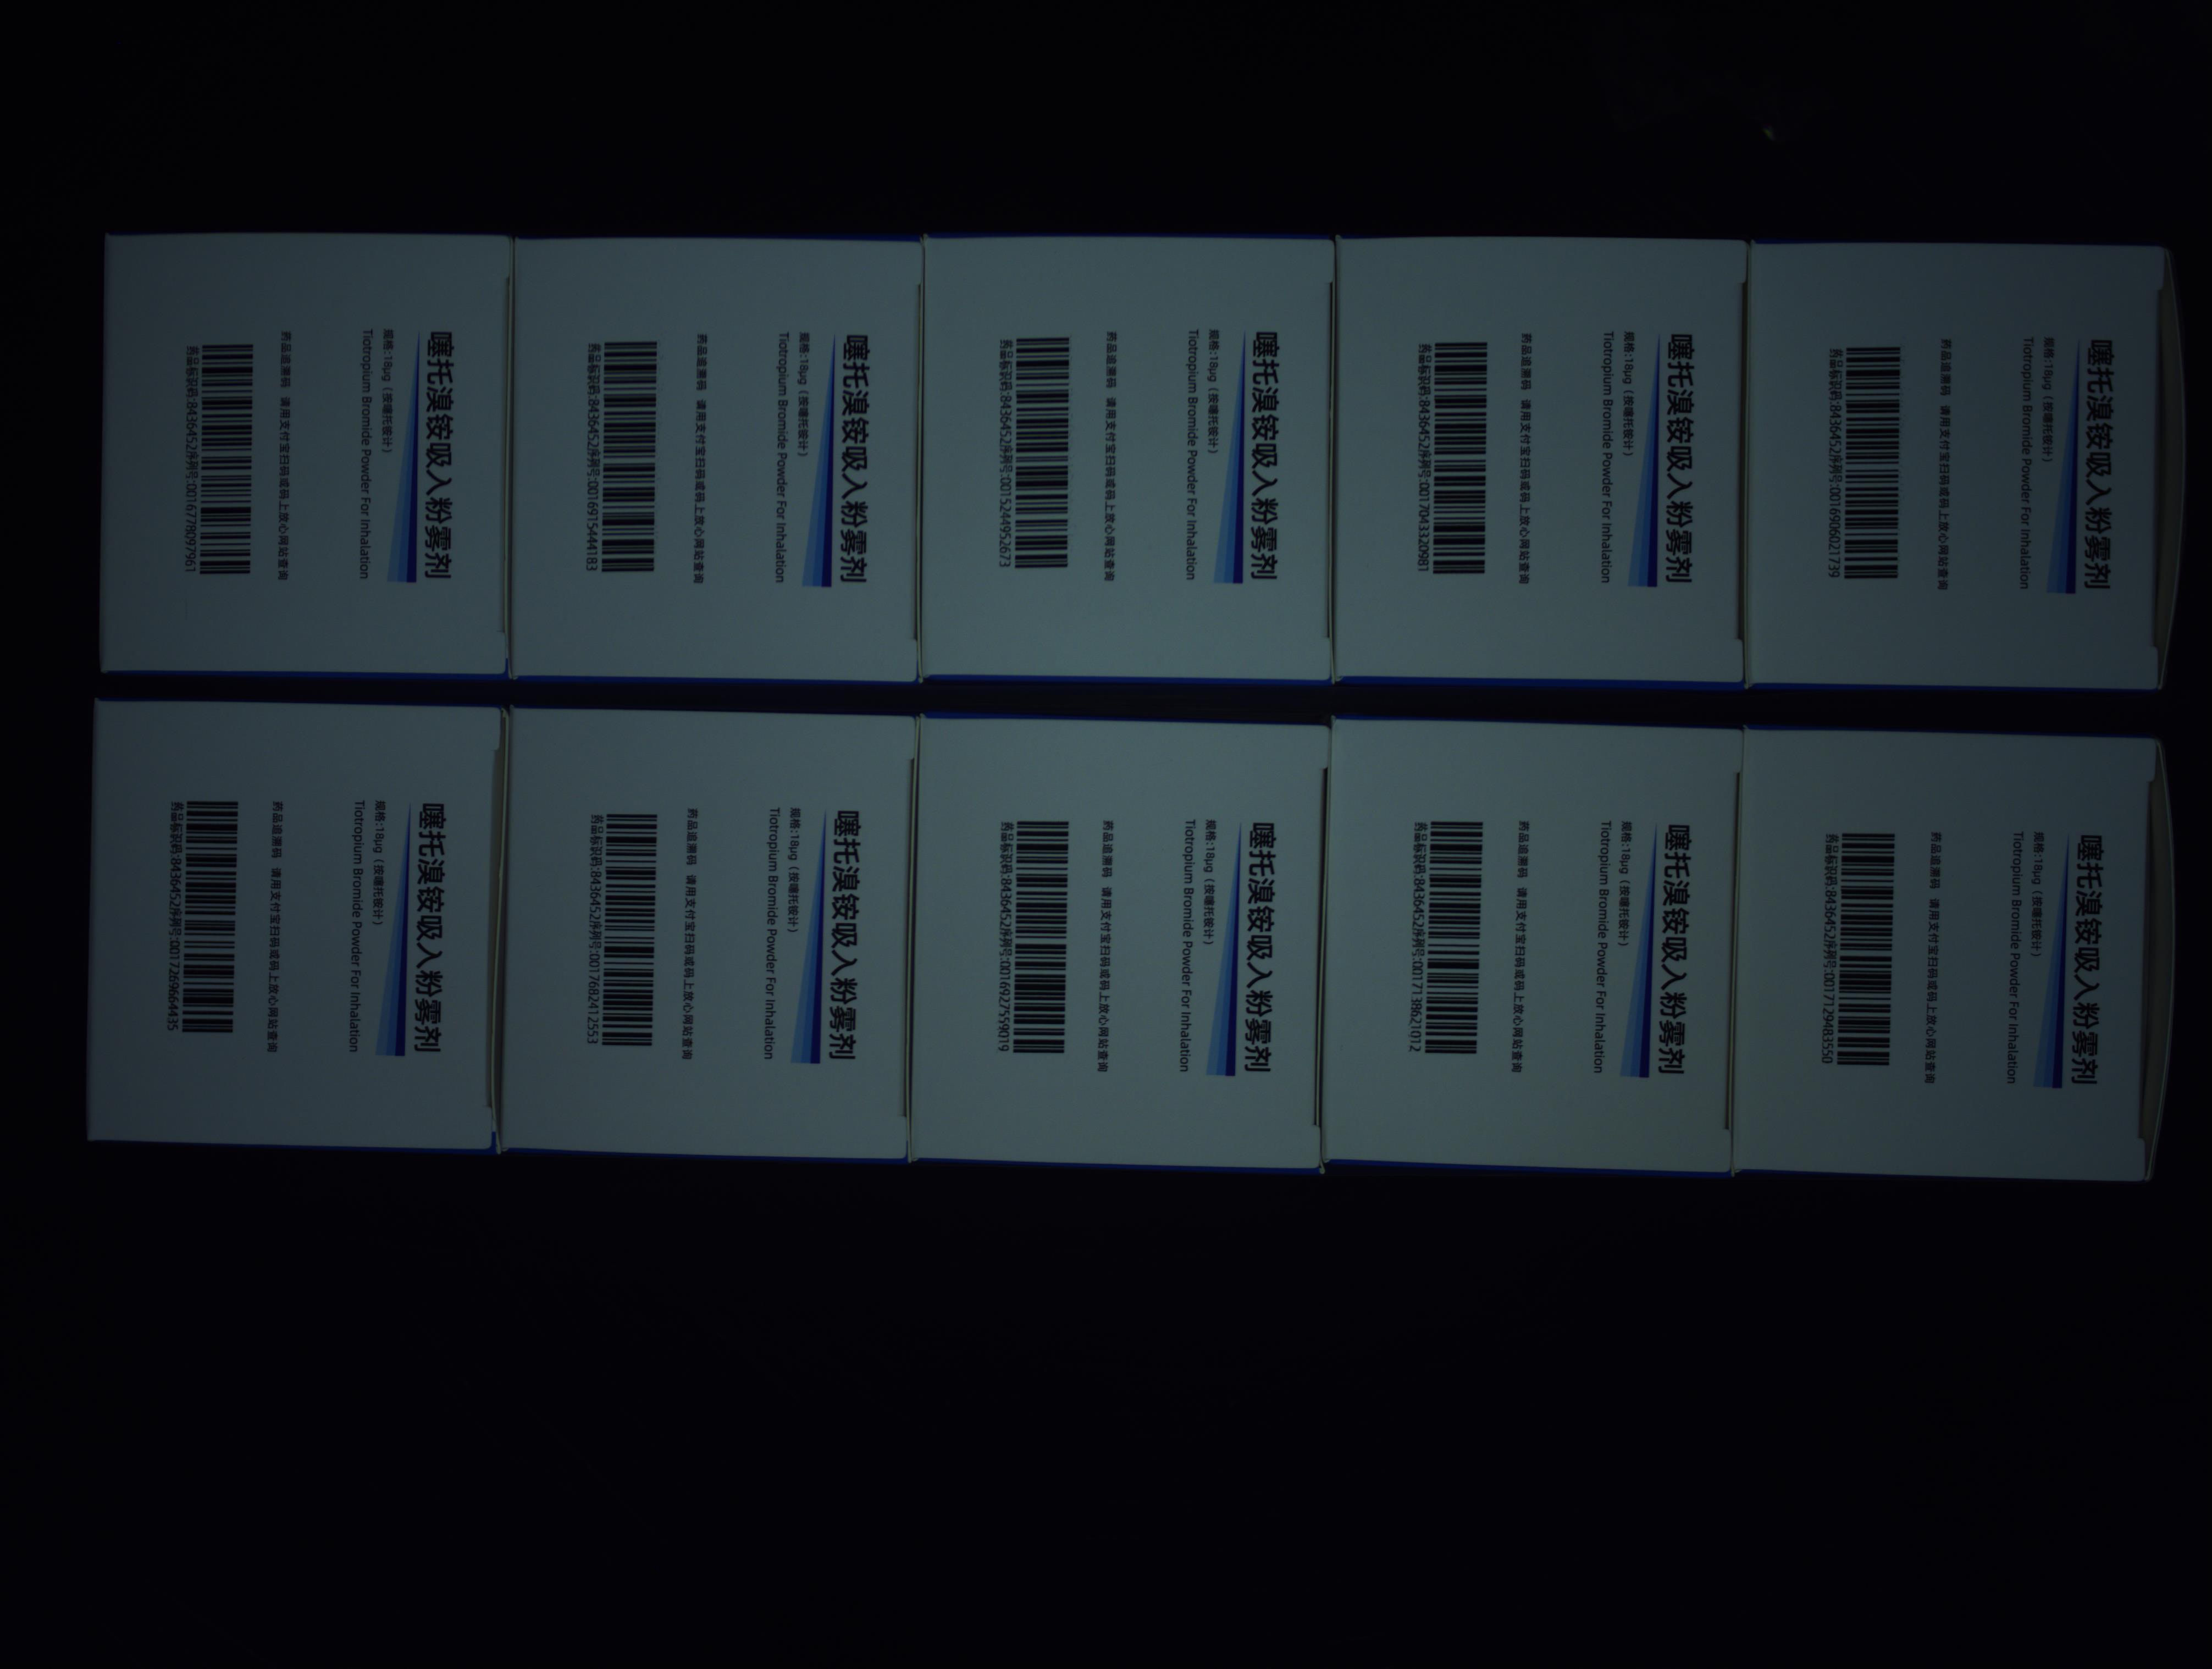 噻托溴铵吸入粉雾剂
规格:18μg（按噻托铵计）
Tiotropium Bromide Powder For Inhalation
药品追溯码 请用支付宝扫码或码上放心网站查询
药品标识码:8436452序列号:0016778097961
噻托溴铵吸入粉雾剂
规格:18μg（按噻托铵计）
Tiotropium Bromide Powder For Inhalation
药品追溯码 请用支付宝扫码或码上放心网站查询
药品标识码:8436452序列号:0016915444183
噻托溴铵吸入粉雾剂
规格:18μg（按噻托铵计）
Tiotropium Bromide Powder For Inhalation
药品追溯码 请用支付宝扫码或码上放心网站查询
药品标识码:8436452序列号:0015244952673
噻托溴铵吸入粉雾剂
规格:18μg（按噻托铵计）
Tiotropium Bromide Powder For Inhalation
药品追溯码 请用支付宝扫码或码上放心网站查询
药品标识码:8436452序列号:0017043320981
噻托溴铵吸入粉雾剂
规格:18μg（按噻托铵计）
Tiotropium Bromide Powder For Inhalation
药品追溯码 请用支付宝扫码或码上放心网站查询
药品标识码:8436452序列号:0016906021739
噻托溴铵吸入粉雾剂
规格:18μg（按噻托铵计）
Tiotropium Bromide Powder For Inhalation
药品追溯码 请用支付宝扫码或码上放心网站查询
药品标识码:8436452序列号:0017269664435
噻托溴铵吸入粉雾剂
规格:18μg（按噻托铵计）
Tiotropium Bromide Powder For Inhalation
药品追溯码 请用支付宝扫码或码上放心网站查询
药品标识码:8436452序列号:0017682412553
噻托溴铵吸入粉雾剂
规格:18μg（按噻托铵计）
Tiotropium Bromide Powder For Inhalation
药品追溯码 请用支付宝扫码或码上放心网站查询
药品标识码:8436452序列号:0016927559019
噻托溴铵吸入粉雾剂
规格:18μg（按噻托铵计）
Tiotropium Bromide Powder For Inhalation
药品追溯码 请用支付宝扫码或码上放心网站查询
药品标识码:8436452序列号:0017138621012
噻托溴铵吸入粉雾剂
规格:18μg（按噻托铵计）
Tiotropium Bromide Powder For Inhalation
药品追溯码 请用支付宝扫码或码上放心网站查询
药品标识码:8436452序列号:0017129483550